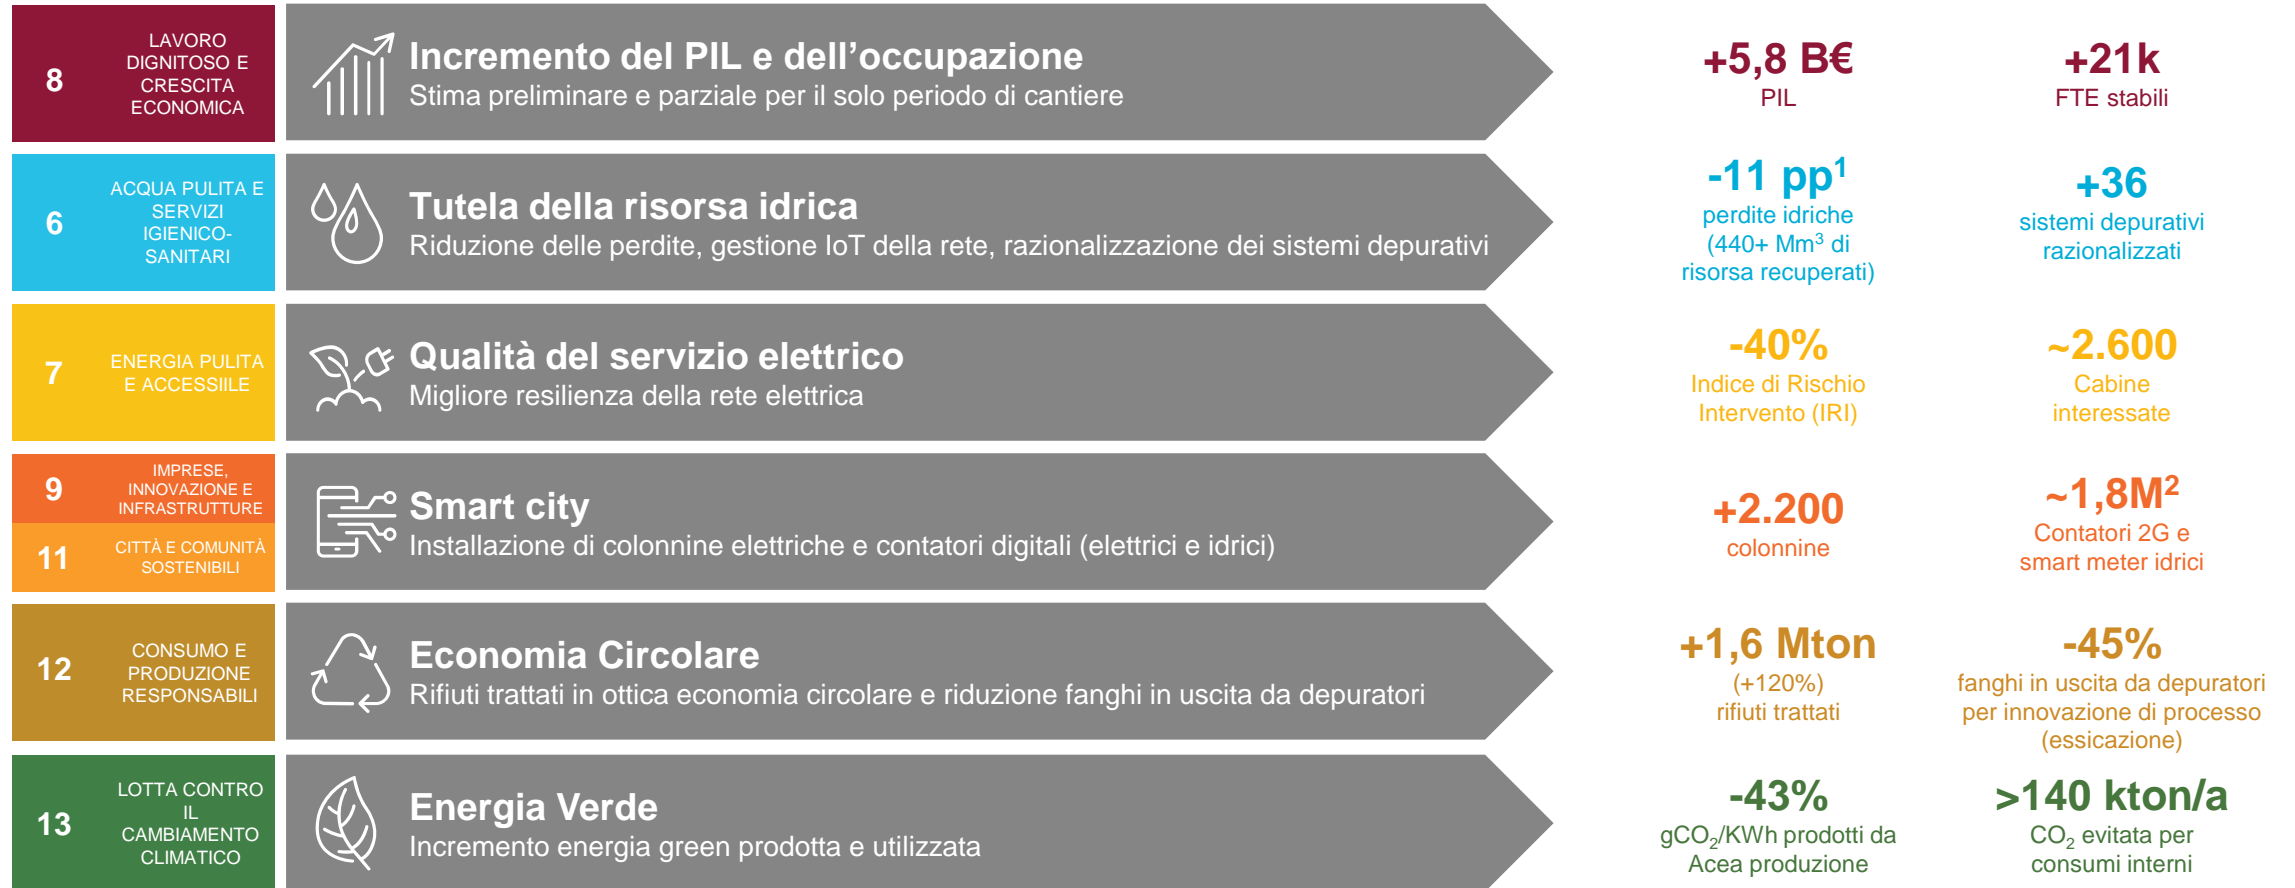 8
LAVORO
DIGNITOSO E
CRESCITA
ECONOMICA
Incremento del PIL e dell’occupazione
Stima preliminare e parziale per il solo periodo di cantiere
+5,8 B€
PIL
+21k
FTE stabili
6
ACQUA PULITA E
SERVIZI
IGIENICO-
SANITARI
Tutela della risorsa idrica
Riduzione delle perdite, gestione IoT della rete, razionalizzazione dei sistemi depurativi
-11 pp¹
perdite idriche
(440+ Mm³ di
risorsa recuperati)
+36
sistemi depurativi
razionalizzati
7
ENERGIA PULITA
E ACCESSIILE
Qualità del servizio elettrico
Migliore resilienza della rete elettrica
-40%
Indice di Rischio
Intervento (IRI)
~2.600
Cabine
interessate
9
IMPRESE,
INNOVAZIONE E
INFRASTRUTTURE
11
CITTÀ E COMUNITÀ
SOSTENIBILI
Smart city
Installazione di colonnine elettriche e contatori digitali (elettrici e idrici)
+2.200
colonnine
~1,8M²
Contatori 2G e
smart meter idrici
12
CONSUMO E
PRODUZIONE
RESPONSABILI
Economia Circolare
Rifiuti trattati in ottica economia circolare e riduzione fanghi in uscita da depuratori
+1,6 Mton
(+120%)
rifiuti trattati
-45%
fanghi in uscita da depuratori
per innovazione di processo
(essicazione)
13
LOTTA CONTRO
IL
CAMBIAMENTO
CLIMATICO
Energia Verde
Incremento energia green prodotta e utilizzata
-43%
gCO₂/KWh prodotti da
Acea produzione
>140 kton/a
CO₂ evitata per
consumi interni